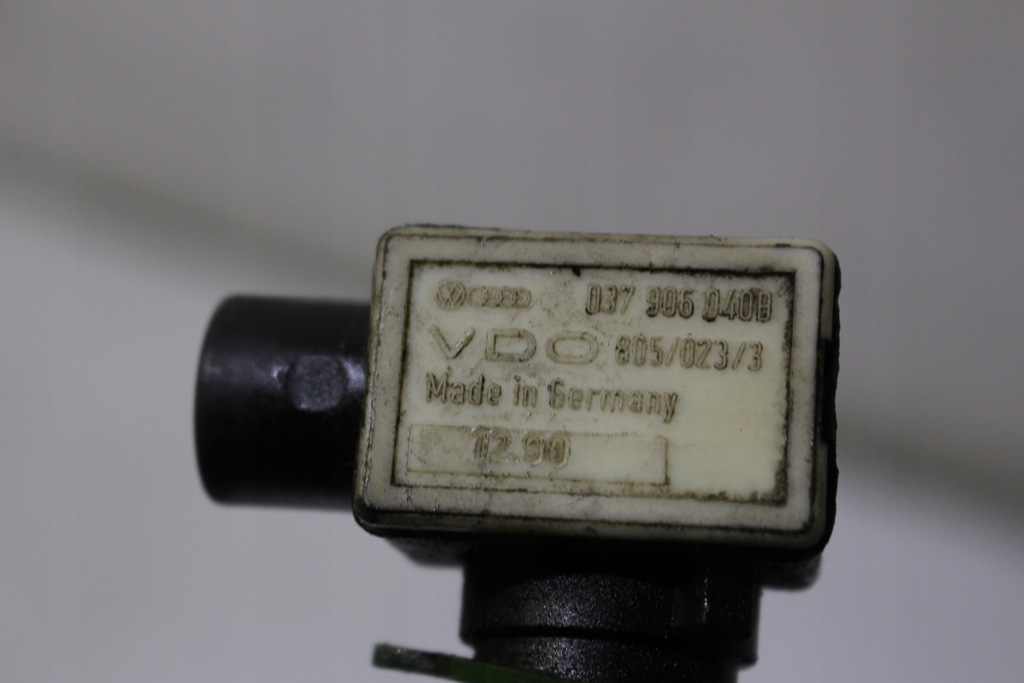 037 906 040B
VDO 805/023/3
Made in Germany
12.90